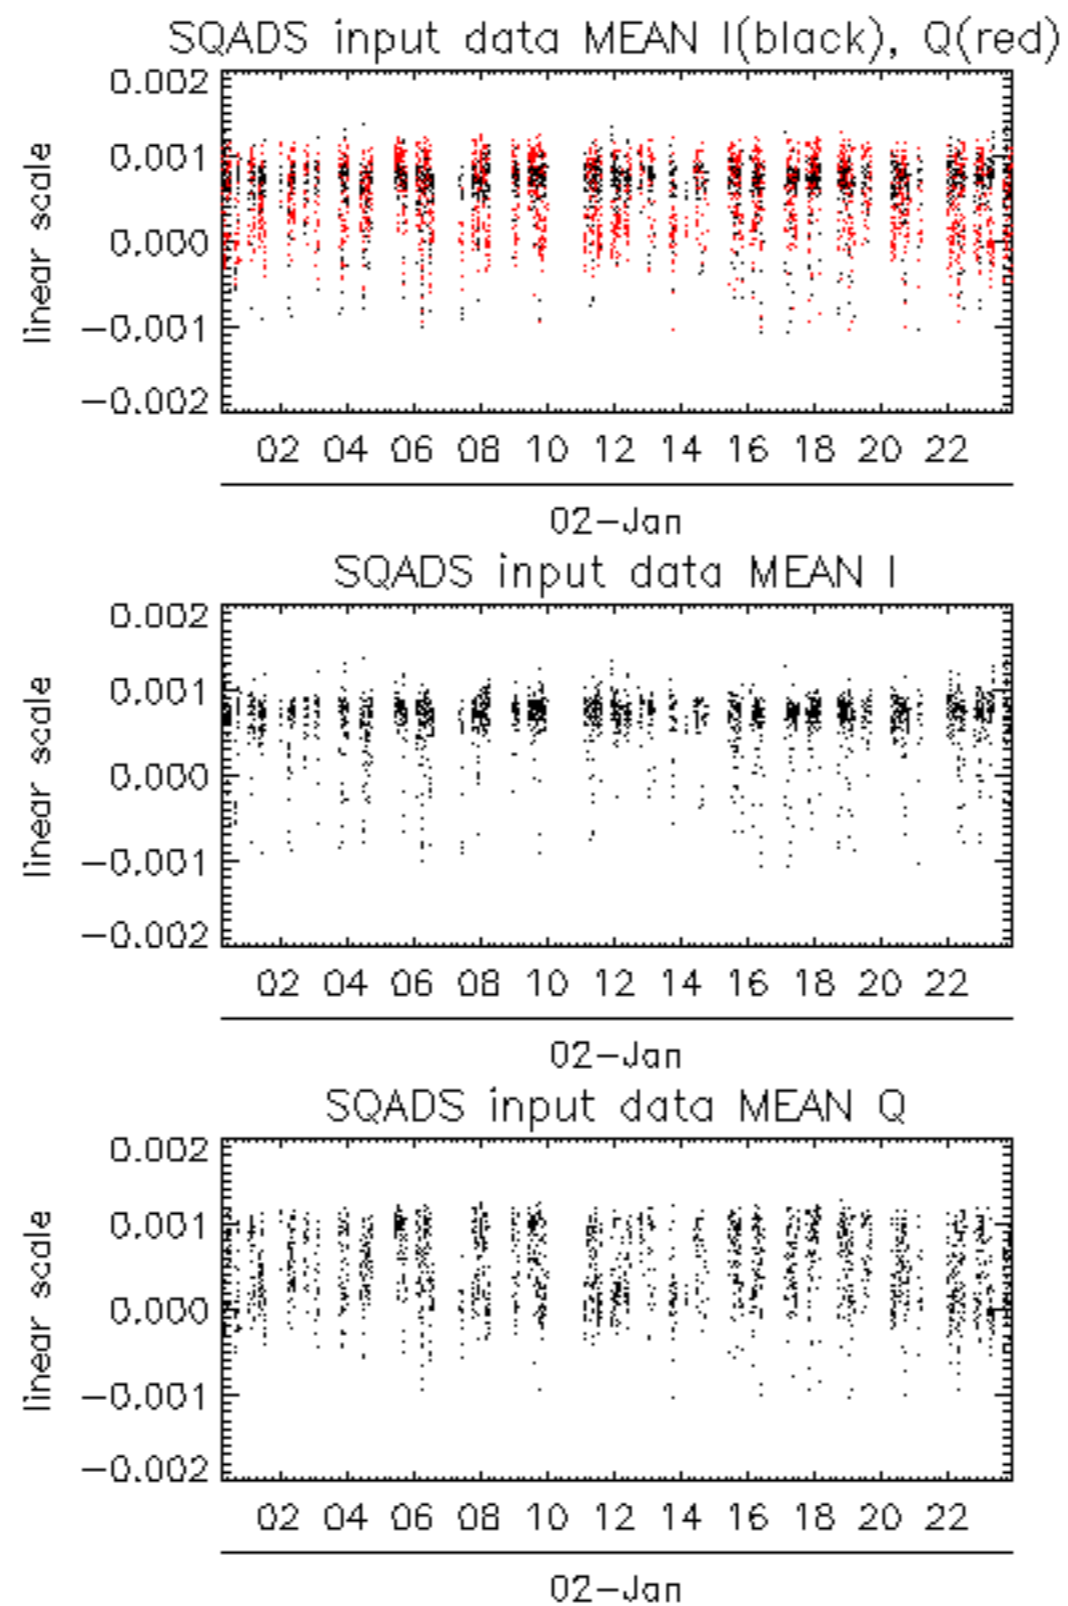 SQADS input data MEAN I(black), Q(red)
0.002
0.001
0.000
−0.001
−0.002
linear scale
02 04 06 08 10 12 14 16 18 20 22
02−Jan
SQADS input data MEAN I
0.002
0.001
0.000
−0.001
−0.002
linear scale
02 04 06 08 10 12 14 16 18 20 22
02−Jan
SQADS input data MEAN Q
0.002
0.001
0.000
−0.001
−0.002
linear scale
02 04 06 08 10 12 14 16 18 20 22
02−Jan